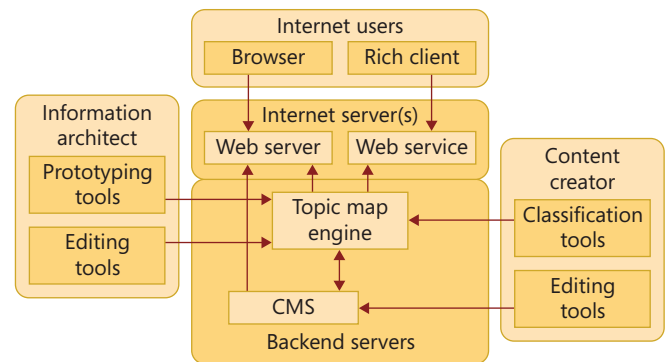 Internet users
Browser
Rich client
Internet server(s)
Web server
Web service
Information
architect
Prototyping
tools
Editing
tools
Topic map
engine
CMS
Backend servers
Content
creator
Classification
tools
Editing
tools